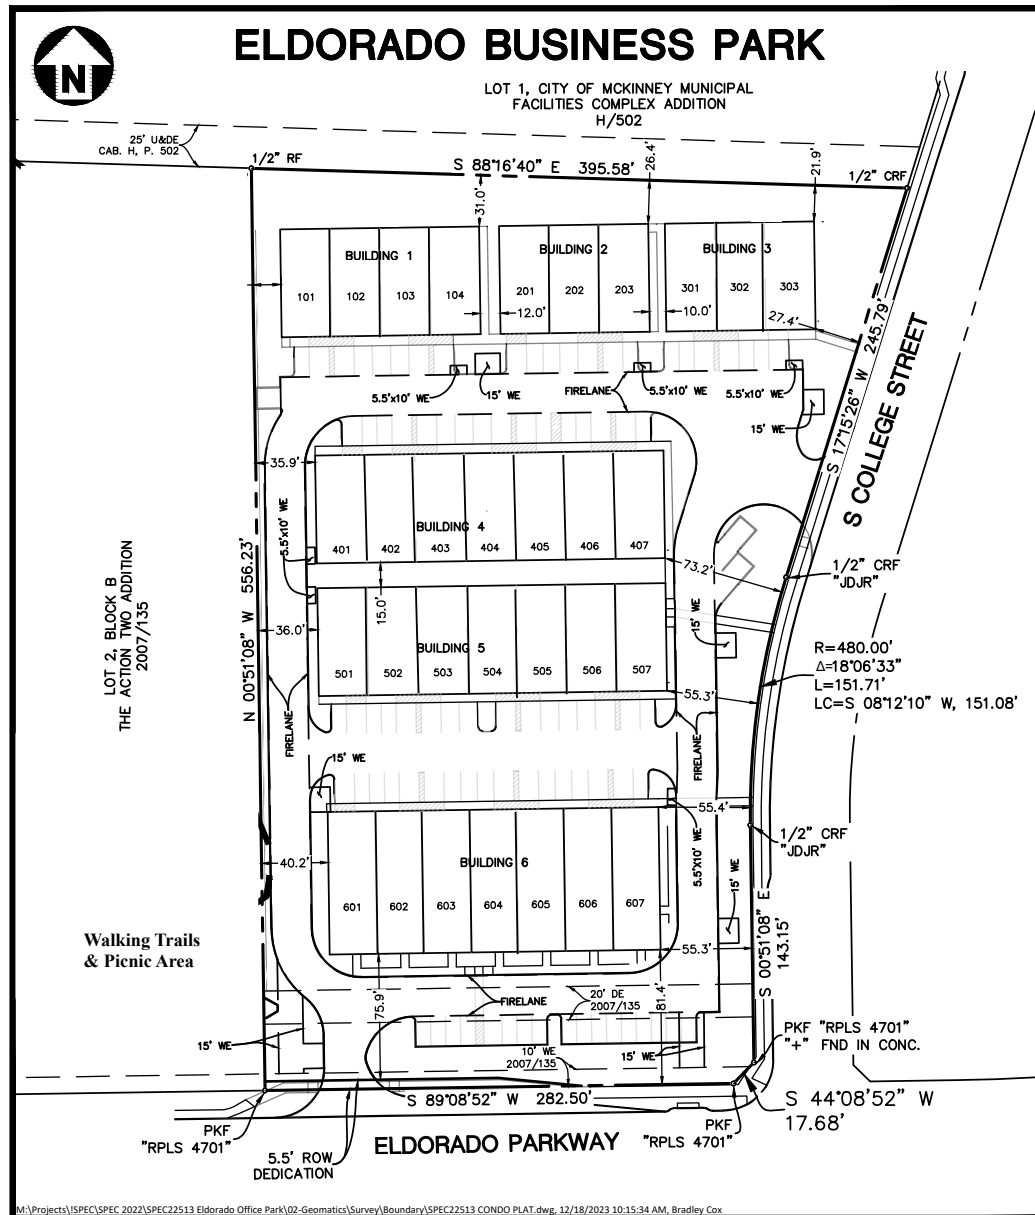 ELDORADO BUSINESS PARK
N
LOT 1, CITY OF MCKINNEY MUNICIPAL
FACILITIES COMPLEX ADDITION
H/502
25' U&DE
CAB. H, P. 502
1/2" RF
S 88°16'40" E 395.58'
26.4'
21.9'
1/2" CRF
31.0'
BUILDING 1
BUILDING 2
BUILDING 3
101
102
103
104
201
202
203
301
302
303
12.0'
10.0'
27.4'
S 17°15'26" W 245.79'
S COLLEGE STREET
5.5'x10' WE
15' WE
FIRELANE
5.5'x10' WE
5.5'x10' WE
15' WE
35.9'
5.5'x10' WE
BUILDING 4
401
402
403
404
405
406
407
73.2'
1/2" CRF
"JDJR"
N 00°51'08" W 556.23'
LOT 2, BLOCK B
THE ACTION TWO ADDITION
2007/135
15.0'
36.0'
15' WE
BUILDING 5
501
502
503
504
505
506
507
R=480.00'
Δ=18°06'33"
L=151.71'
LC=S 08°12'10" W, 151.08'
55.3'
FIRELANE
FIRELANE
15' WE
55.4'
1/2" CRF
"JDJR"
5.5'X10' WE
15' WE
40.2'
BUILDING 6
601
602
603
604
605
606
607
Walking Trails
& Picnic Area
55.3'
S 00°51'08" E
143.15'
75.9'
81.4'
FIRELANE
20' DE
2007/135
15' WE
10' WE
2007/135
15' WE
PKF "RPLS 4701"
"+" FND IN CONC.
S 89°08'52" W 282.50'
S 44°08'52" W
17.68'
PKF
"RPLS 4701"
5.5' ROW
DEDICATION
ELDORADO PARKWAY
PKF
"RPLS 4701"
M:\Projects\!SPEC\SPEC 2022\SPEC22513 Eldorado Office Park\02-Geomatics\Survey\Boundary\SPEC22513 CONDO PLAT.dwg, 12/18/2023 10:15:34 AM, Bradley Cox